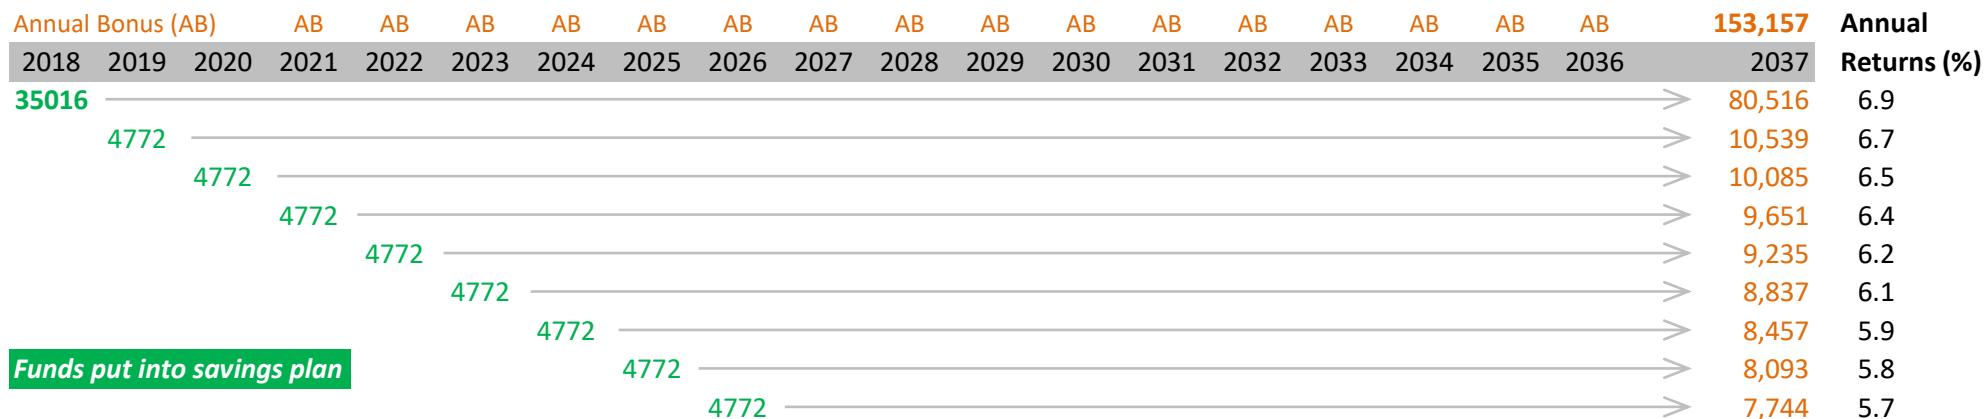 Annual Bonus (AB) AB AB AB AB AB AB AB AB AB AB AB AB AB AB AB AB 153,157 Annual
2018 2019 2020 2021 2022 2023 2024 2025 2026 2027 2028 2029 2030 2031 2032 2033 2034 2035 2036 2037 Returns (%)
35016 80,516 6.9
4772 10,539 6.7
4772 10,085 6.5
4772 9,651 6.4
4772 9,235 6.2
4772 8,837 6.1
4772 8,457 5.9
Funds put into savings plan 4772 8,093 5.8
4772 7,744 5.7